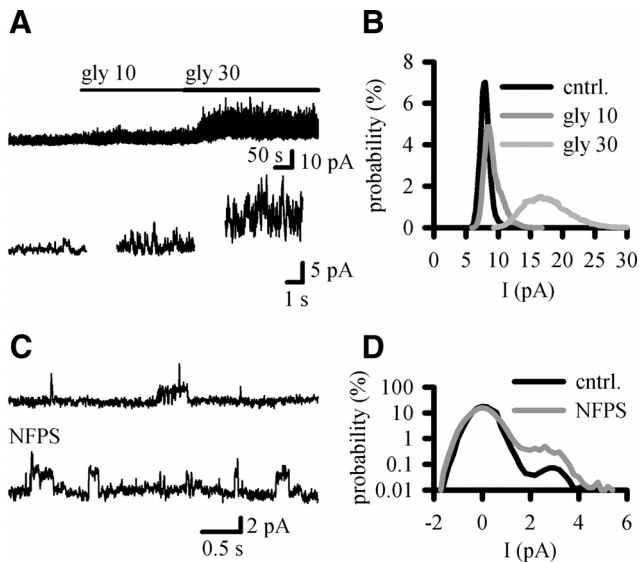 A
gly 10
gly 30
50 s
10 pA
5 pA
1 s
B
probability (%)
8
6
4
2
0
cntrl.
gly 10
gly 30
0 5 10 15 20 25 30
I (pA)
C
NFPS
2 pA
0.5 s
D
probability (%)
100
10
1
0.1
0.01
cntrl.
NFPS
-2 0 2 4 6
I (pA)